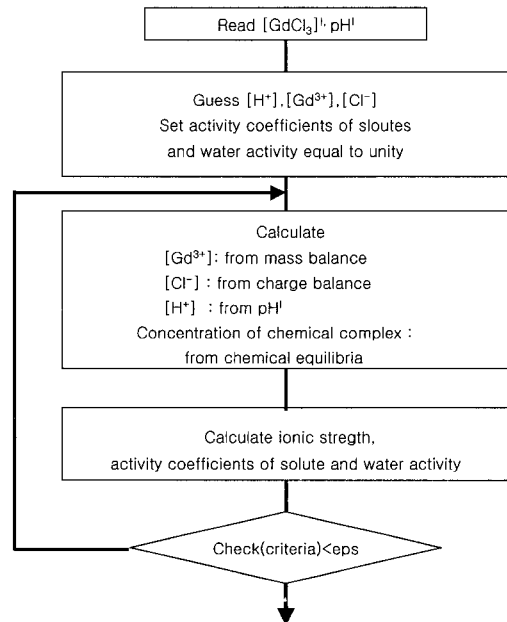 Read [GdCl₃]ᴵ, pHᴵ
Guess [H⁺],[Gd³⁺],[Cl⁻]
Set activity coefficients of sloutes
and water activity equal to unity
Calculate
[Gd³⁺]: from mass balance
[Cl⁻] : from charge balance
[H⁺] : from pHᴵ
Concentration of chemical complex :
from chemical equilibria
Calculate ionic stregth,
activity coefficients of solute and water activity
Check(criteria)<eps